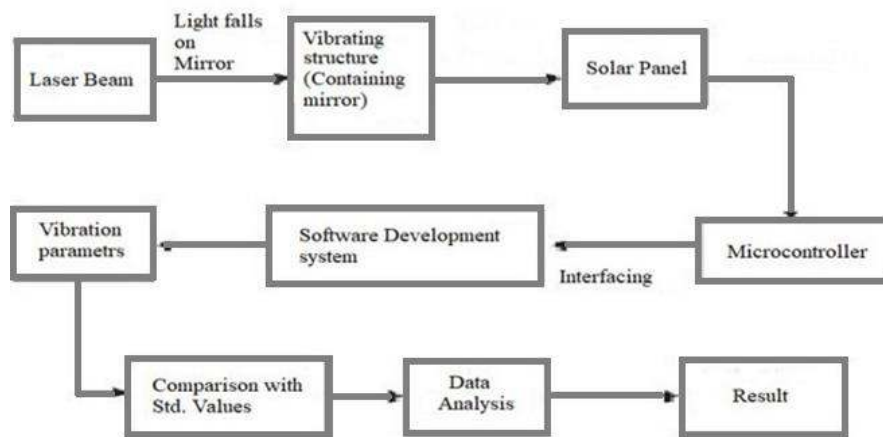 Laser Beam
Light falls
on
Mirror
Vibrating
structure
(Containing
mirror)
Solar Panel
Microcontroller
Interfacing
Software Development
system
Vibration
parametrs
Comparison with
Std. Values
Data
Analysis
Result